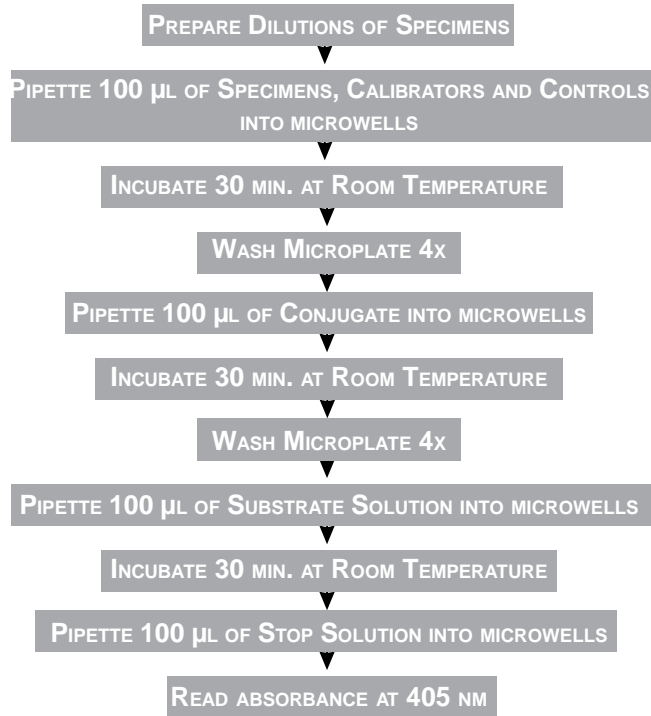 Prepare Dilutions of Specimens
Pipette 100 µl of Specimens, Calibrators and Controls
into microwells
Incubate 30 min. at Room Temperature
Wash Microplate 4x
Pipette 100 µl of Conjugate into microwells
Incubate 30 min. at Room Temperature
Wash Microplate 4x
Pipette 100 µl of Substrate Solution into microwells
Incubate 30 min. at Room Temperature
Pipette 100 µl of Stop Solution into microwells
Read absorbance at 405 nm